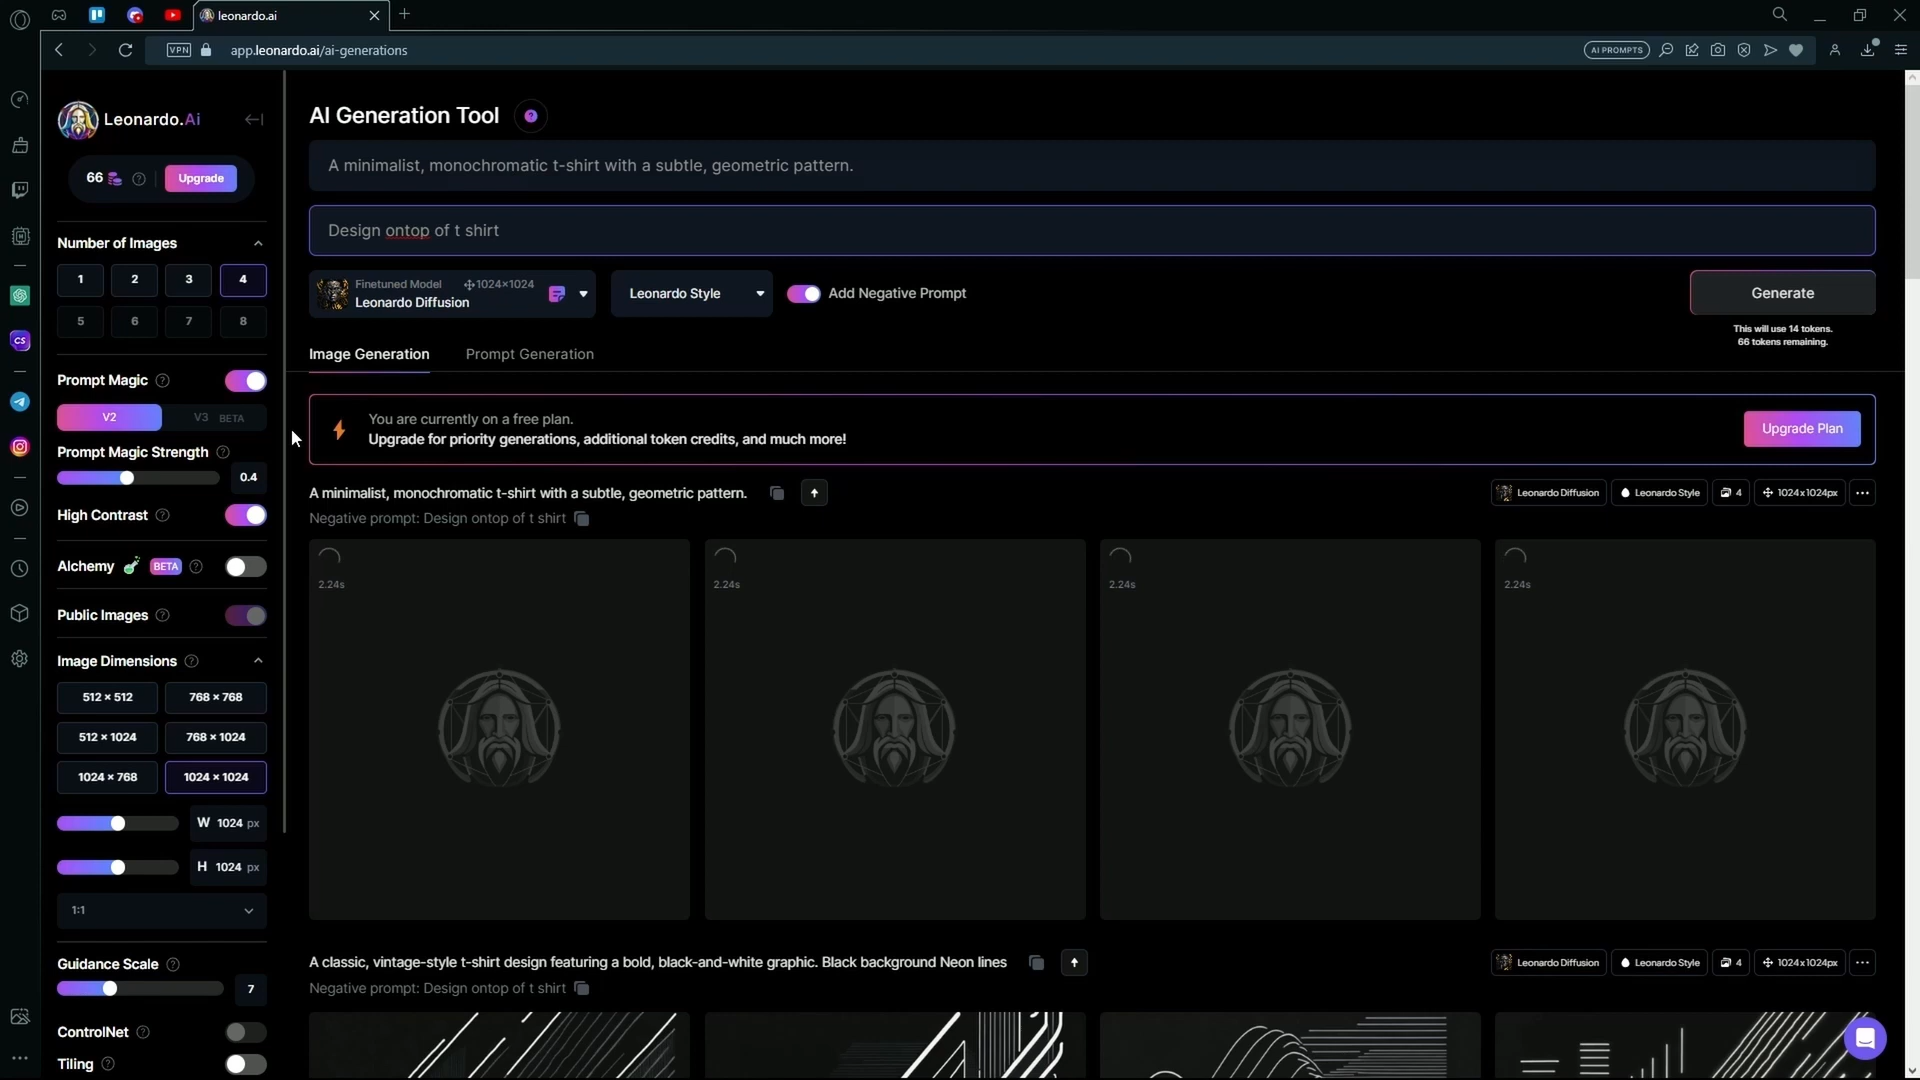 leonardo.ai
VPN
app.leonardo.ai/ai-generations
AI PROMPTS
Leonardo.Ai
66
Upgrade
Number of Images
1 2 3 4
5 6 7 8
Prompt Magic
V2 V3 BETA
Prompt Magic Strength
0.4
High Contrast
Alchemy BETA
Public Images
Image Dimensions
512 × 512 768 × 768
512 × 1024 768 × 1024
1024 × 768 1024 × 1024
W 1024 px
H 1024 px
1:1
Guidance Scale
7
ControlNet
Tiling
AI Generation Tool
A minimalist, monochromatic t-shirt with a subtle, geometric pattern.
Design ontop of t shirt
Finetuned Model 1024×1024
Leonardo Diffusion
Leonardo Style
Add Negative Prompt
Generate
This will use 14 tokens.
66 tokens remaining.
Image Generation Prompt Generation
You are currently on a free plan.
Upgrade for priority generations, additional token credits, and much more!
Upgrade Plan
A minimalist, monochromatic t-shirt with a subtle, geometric pattern.
Leonardo Diffusion Leonardo Style 4 1024x1024px
Negative prompt: Design ontop of t shirt
2.24s 2.24s 2.24s 2.24s
A classic, vintage-style t-shirt design featuring a bold, black-and-white graphic. Black background Neon lines
Leonardo Diffusion Leonardo Style 4 1024x1024px
Negative prompt: Design ontop of t shirt
CS